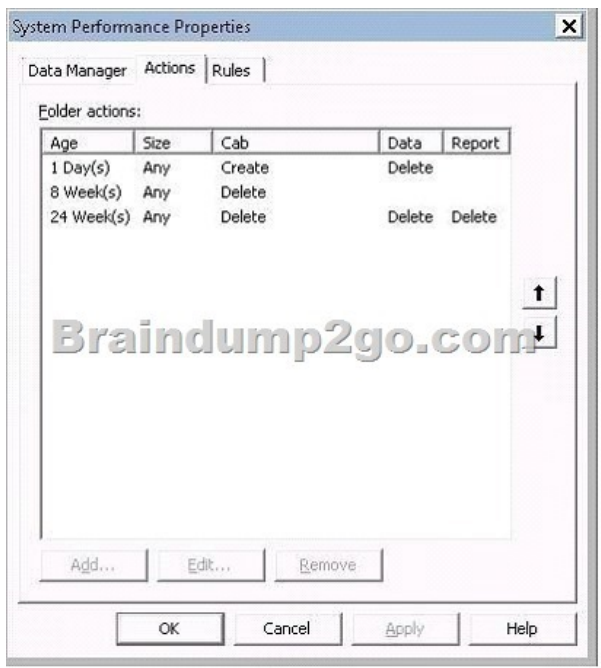 System Performance Properties
Data Manager Actions Rules
Folder actions:
Age Size Cab Data Report
1 Day(s) Any Create Delete
8 Week(s) Any Delete
24 Week(s) Any Delete Delete Delete
Braindump2go.com
Add... Edit... Remove
OK Cancel Apply Help